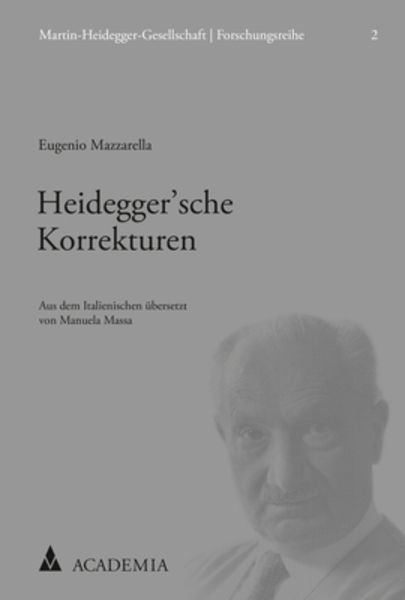 Martin-Heidegger-Gesellschaft | Forschungsreihe 2
Eugenio Mazzarella
Heidegger'sche
Korrekturen
Aus dem Italienischen übersetzt
von Manuela Massa
ACADEMIA